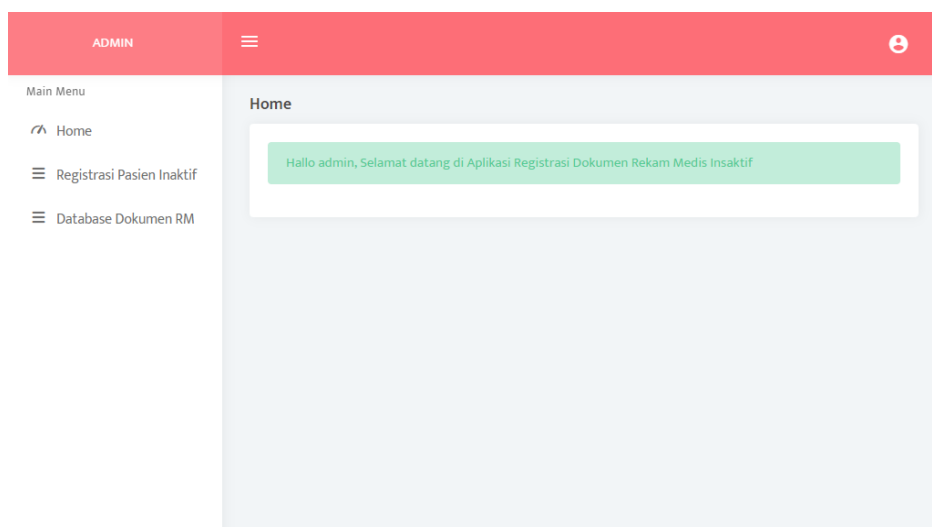 ADMIN
Main Menu
Home
Registrasi Pasien Inaktif
Database Dokumen RM
Home
Hallo admin, Selamat datang di Aplikasi Registrasi Dokumen Rekam Medis Insaktif